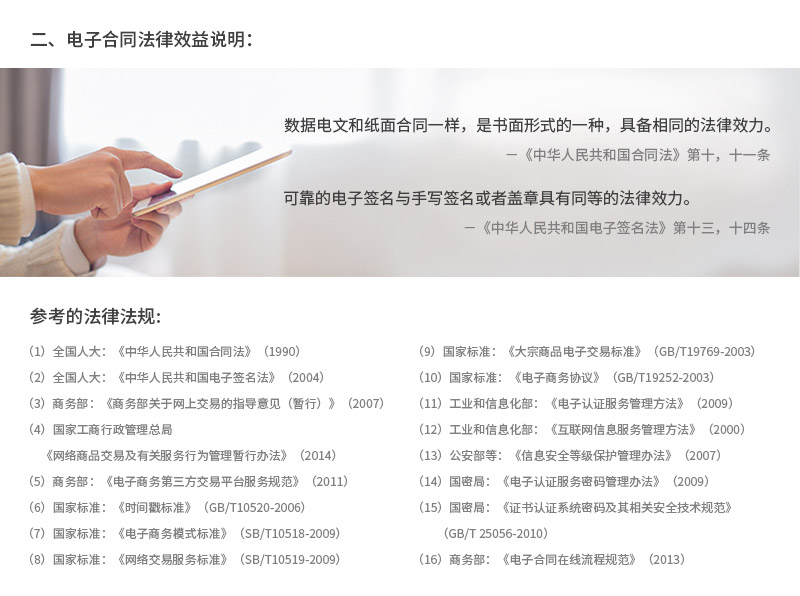 二、电子合同法律效益说明：
数据电文和纸面合同一样，是书面形式的一种，具备相同的法律效力。
－《中华人民共和国合同法》第十，十一条
可靠的电子签名与手写签名或者盖章具有同等的法律效力。
－《中华人民共和国电子签名法》第十三，十四条
参考的法律法规：
（1）全国人大：《中华人民共和国合同法》（1990）
（2）全国人大：《中华人民共和国电子签名法》（2004）
（3）商务部：《商务部关于网上交易的指导意见（暂行）》（2007）
（4）国家工商行政管理总局
《网络商品交易及有关服务行为管理暂行办法》（2014）
（5）商务部：《电子商务第三方交易平台服务规范》（2011）
（6）国家标准：《时间戳标准》（GB/T10520-2006）
（7）国家标准：《电子商务模式标准》（SB/T10518-2009）
（8）国家标准：《网络交易服务标准》（SB/T10519-2009）
（9）国家标准：《大宗商品电子交易标准》（GB/T19769-2003）
（10）国家标准：《电子商务协议》（GB/T19252-2003）
（11）工业和信息化部：《电子认证服务管理方法》（2009）
（12）工业和信息化部：《互联网信息服务管理方法》（2000）
（13）公安部等：《信息安全等级保护管理办法》（2007）
（14）国密局：《电子认证服务密码管理办法》（2009）
（15）国密局：《证书认证系统密码及其相关安全技术规范》
（GB/T 25056-2010）
（16）商务部：《电子合同在线流程规范》（2013）